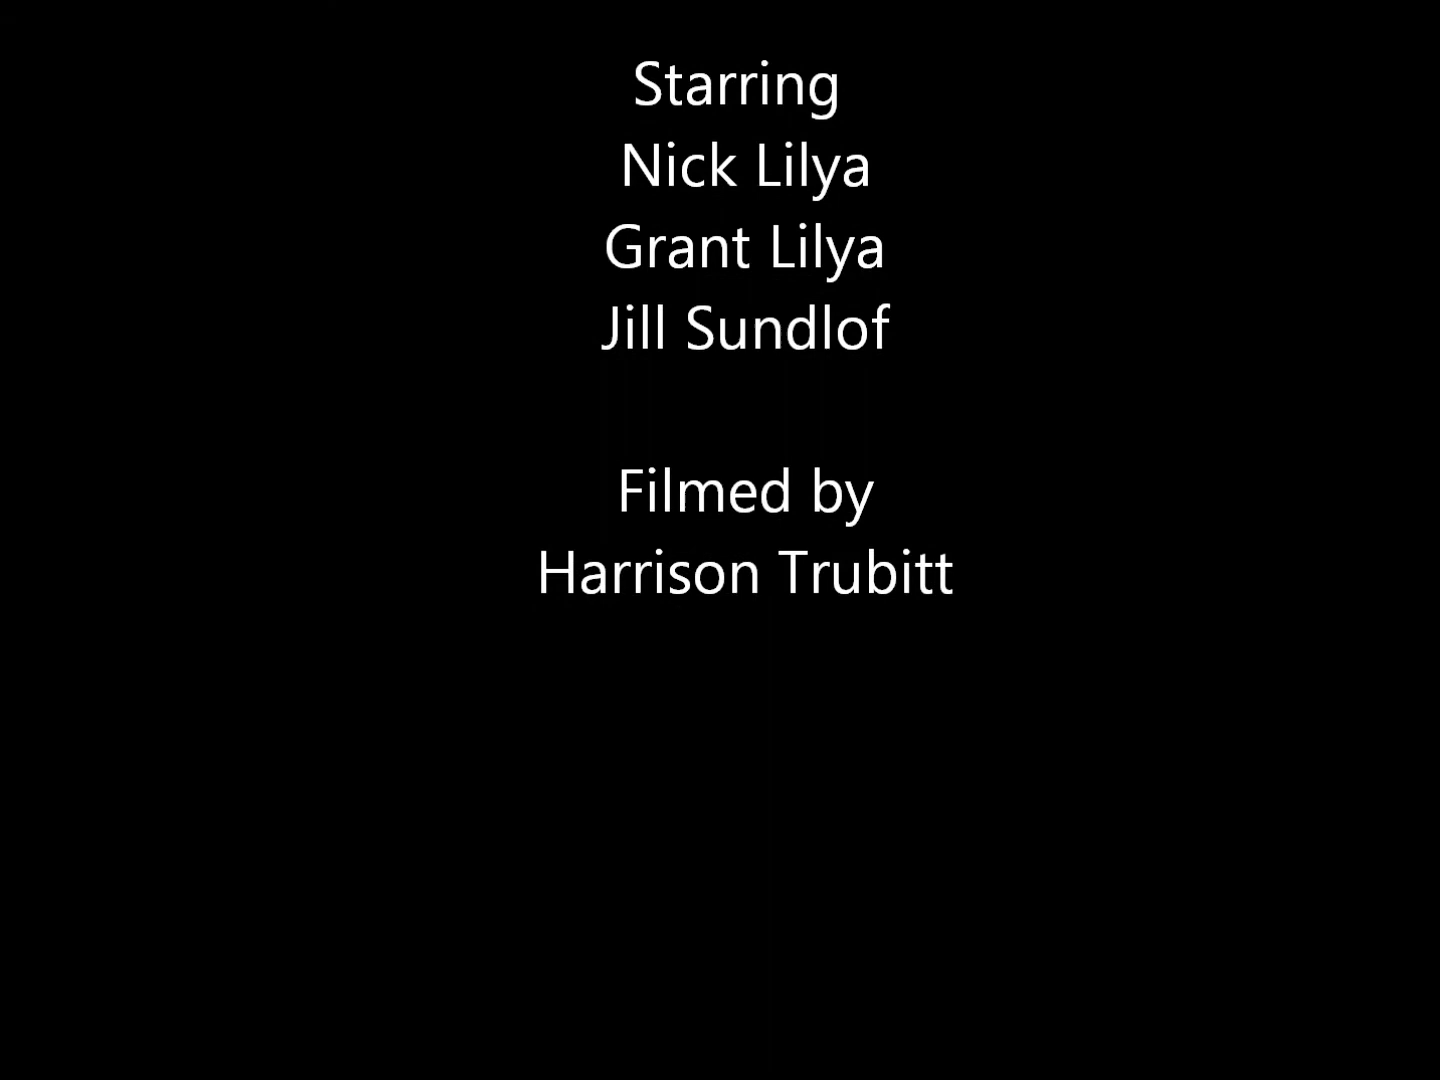 Starring
Nick Lilya
Grant Lilya
Jill Sundlof
Filmed by
Harrison Trubitt